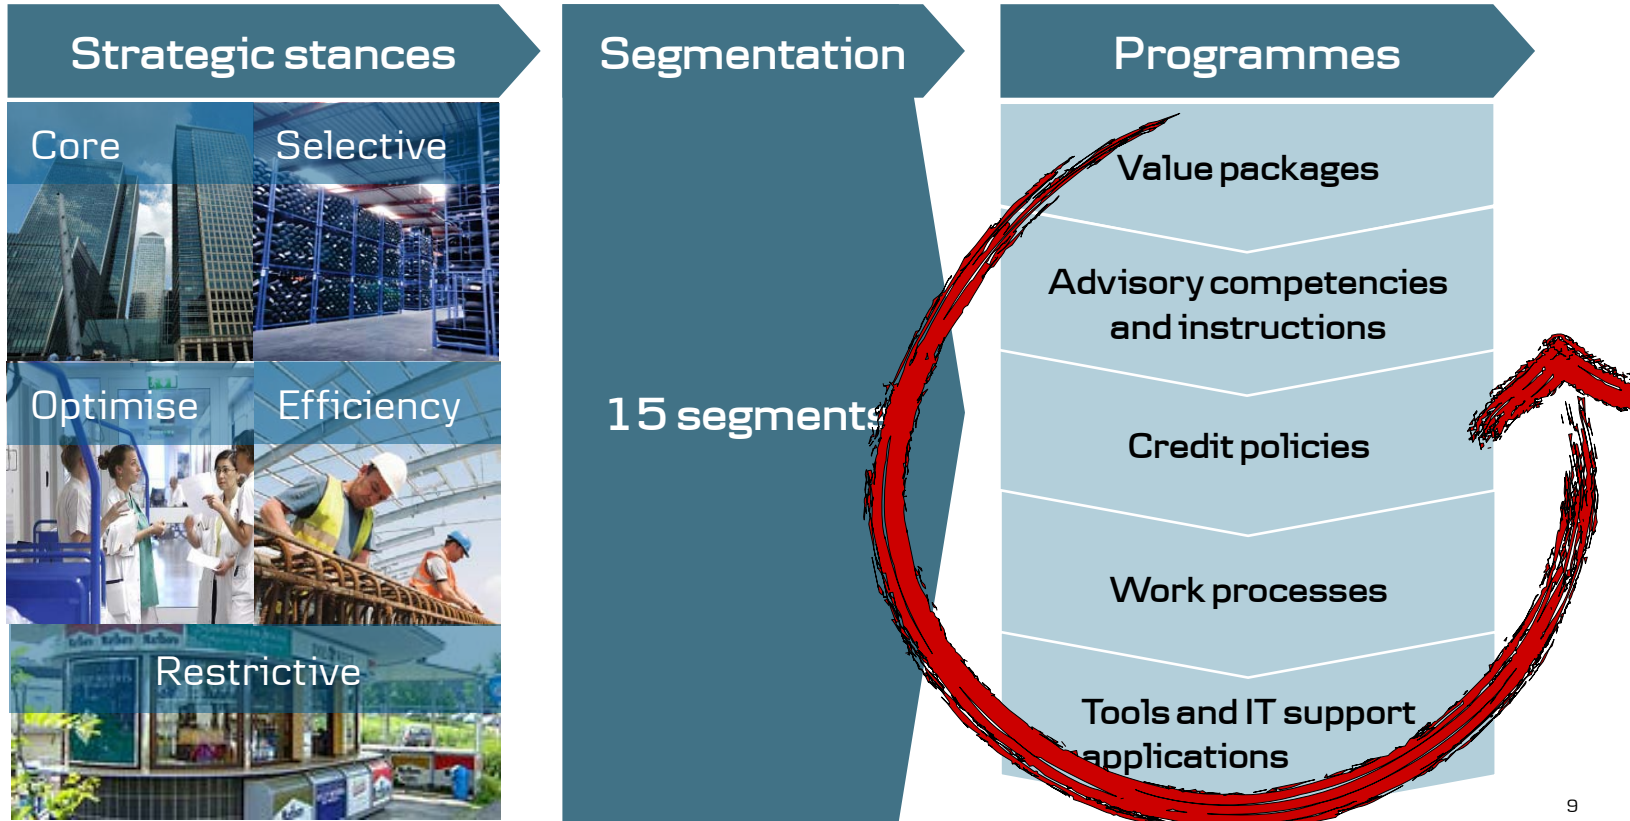 Strategic stances
Segmentation
Programmes
Core
Selective
Optimise
Efficiency
Restrictive
15 segments
Value packages
Advisory competencies
and instructions
Credit policies
Work processes
Tools and IT support
applications
9